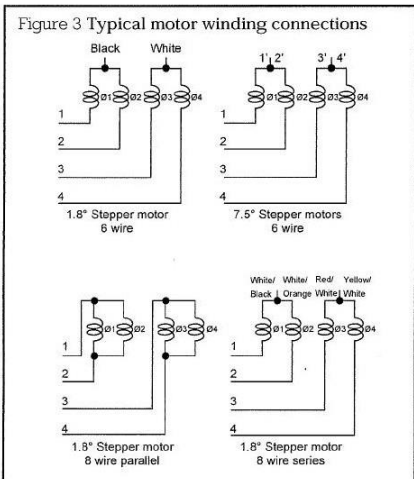 Figure 3 Typical motor winding connections
Black White
Ø1 Ø2 Ø3 Ø4
1
2
3
4
1.8° Stepper motor
6 wire
1' 2' 3' 4'
Ø1 Ø2 Ø3 Ø4
1
2
3
4
7.5° Stepper motors
6 wire
Ø1 Ø2 Ø3 Ø4
1
2
3
4
1.8° Stepper motor
8 wire parallel
White/ White/ Red/ Yellow/
Black Orange White White
Ø1 Ø2 Ø3 Ø4
1
2
3
4
1.8° Stepper motor
8 wire series